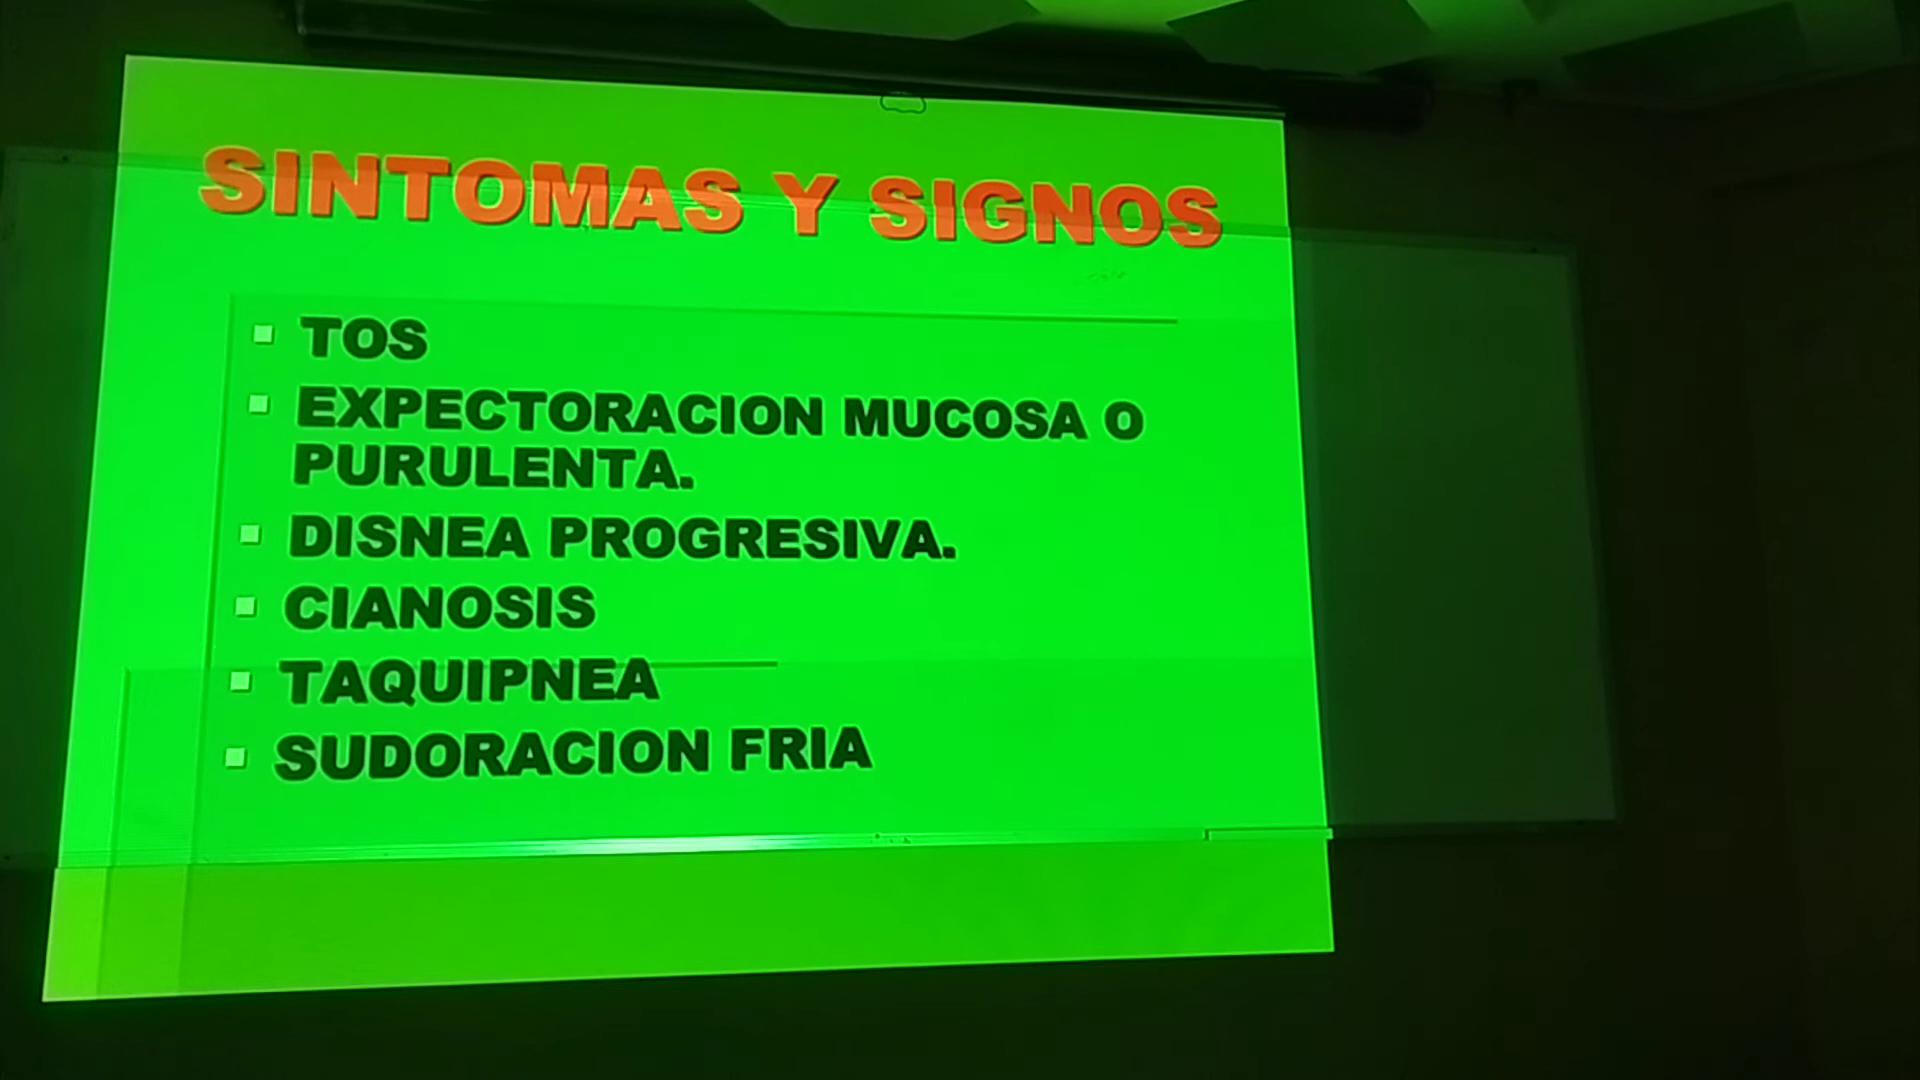 SINTOMAS Y SIGNOS
TOS
EXPECTORACION MUCOSA O
PURULENTA.
DISNEA PROGRESIVA.
CIANOSIS
TAQUIPNEA
SUDORACION FRIA